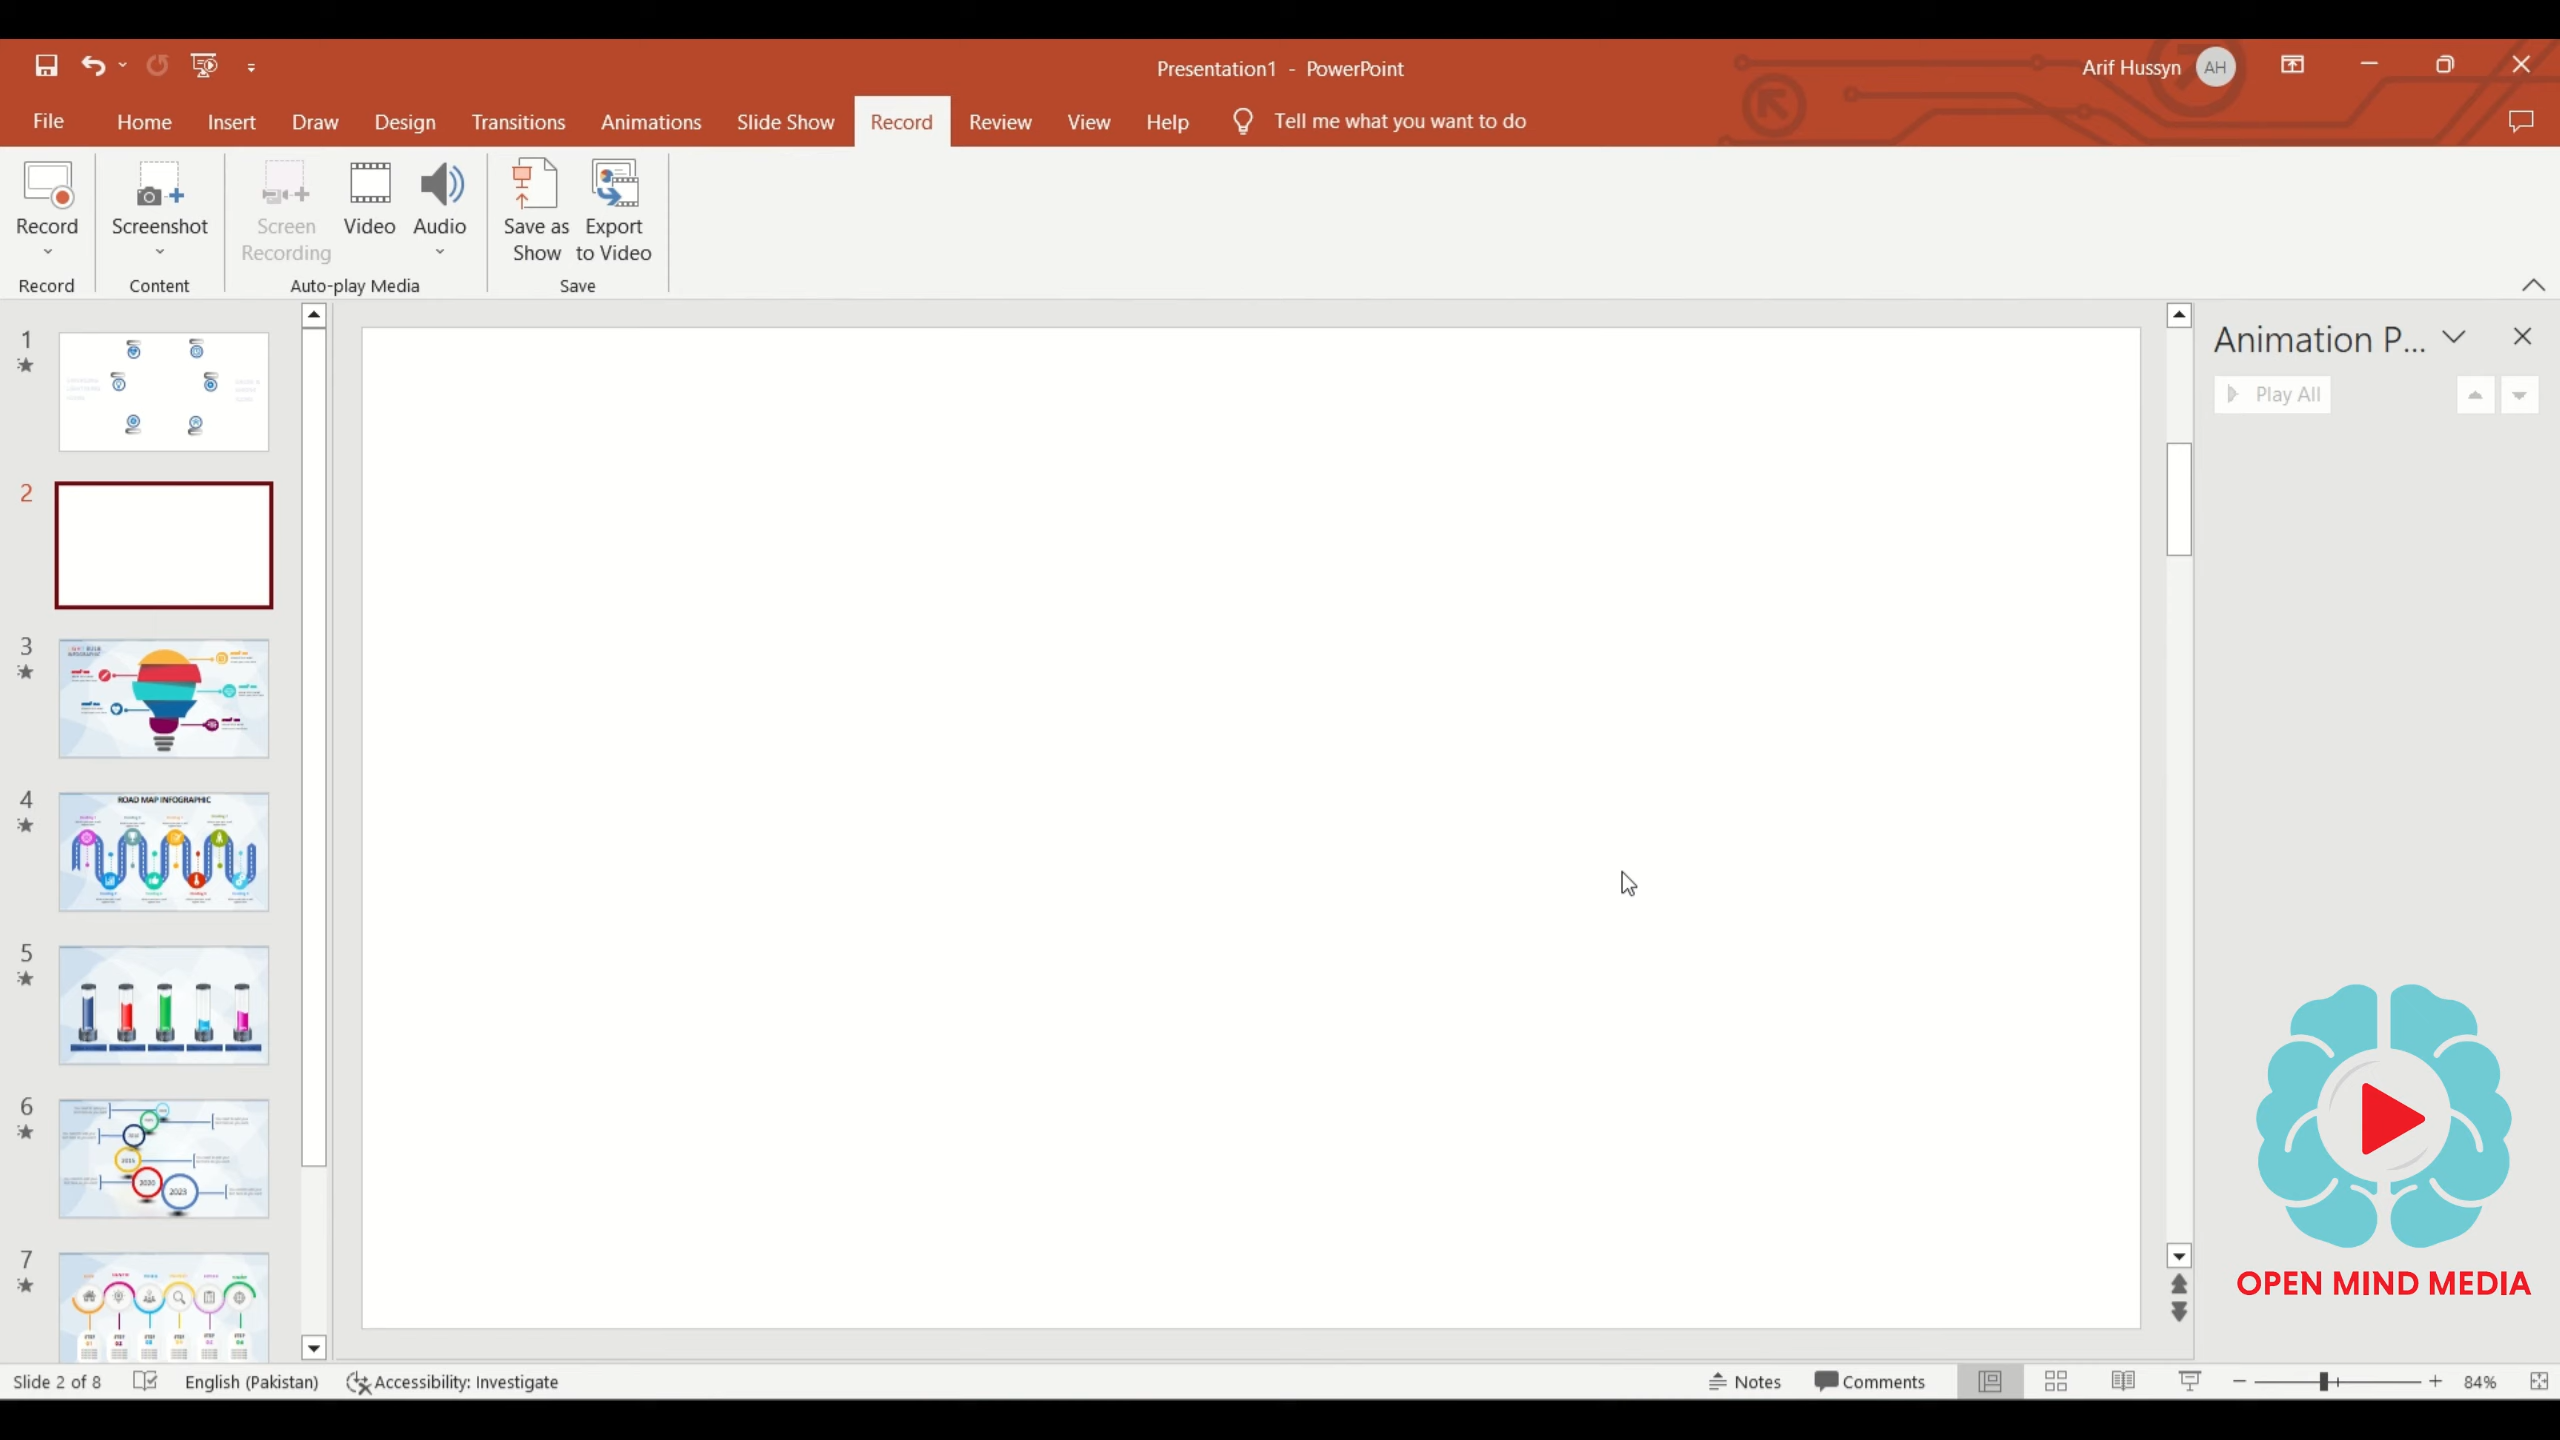 Presentation1 - PowerPoint
Arif Hussyn
AH
File
Home
Insert
Draw
Design
Transitions
Animations
Slide Show
Record
Review
View
Help
Tell me what you want to do
Record
Screenshot
Screen
Recording
Video
Audio
Save as
Show
Export
to Video
Record
Content
Auto-play Media
Save
1
2
3
4
ROAD MAP INFOGRAPHIC
5
6
2020
2023
7
Animation P...
Play All
OPEN MIND MEDIA
Slide 2 of 8
English (Pakistan)
Accessibility: Investigate
Notes
Comments
84%